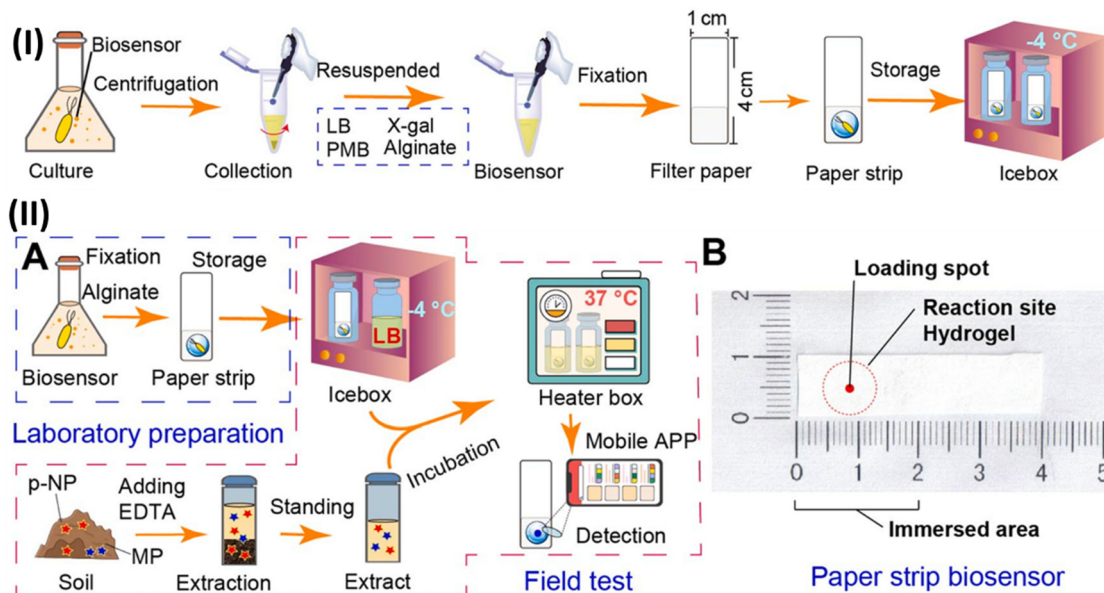 (I)
Biosensor
Centrifugation
Culture
Collection
Resuspended
LB X-gal
PMB Alginate
Biosensor
Fixation
1 cm
4 cm
Filter paper
Paper strip
Storage
-4 °C
Icebox
(II)
A
Fixation
Alginate
Storage
Biosensor
Paper strip
Laboratory preparation
-4 °C
LB
Icebox
37 °C
Heater box
Incubation
Mobile APP
Detection
Field test
p-NP
MP
Soil
Adding
EDTA
Extraction
Standing
Extract
B
Loading spot
Reaction site
Hydrogel
2
1
0
0 1 2 3 4 5
Immersed area
Paper strip biosensor